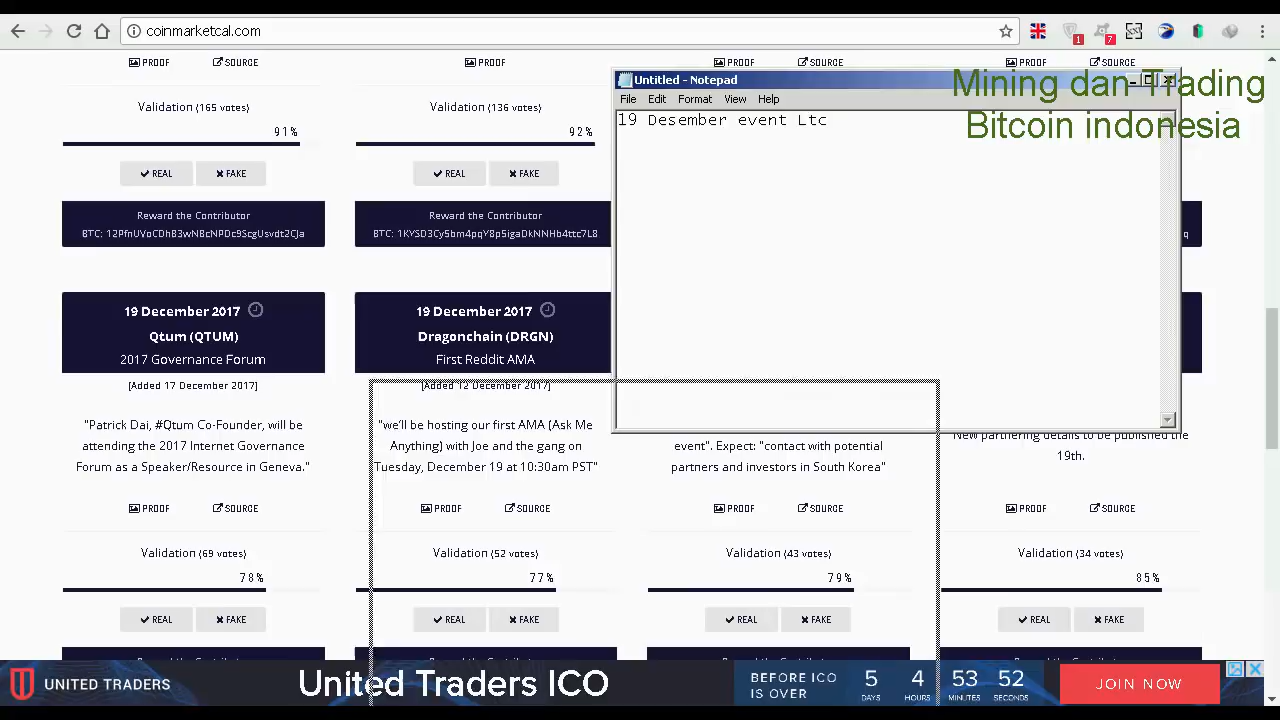 coinmarketcal.com
1
7
PROOF SOURCE PROOF PROOF SOURCE PROOF SOURCE
Untitled - Notepad
Mining dan Trading
Bitcoin indonesia
File Edit Format View Help
19 Desember event Ltc
Validation (165 votes)
91%
REAL FAKE
Reward the Contributor
BTC: 12PfnUVoCDhB3wNBcNPDc9ScgUsvdt2CJa
Validation (136 votes)
92%
REAL FAKE
Reward the Contributor
BTC: 1KYSD3Cy5bm4pqY8p5igaDkNNHb4ttc7L8
q
19 December 2017
Qtum (QTUM)
2017 Governance Forum
[Added 17 December 2017]
"Patrick Dai, #Qtum Co-Founder, will be
attending the 2017 Internet Governance
Forum as a Speaker/Resource in Geneva."
PROOF SOURCE
Validation (69 votes)
78%
REAL FAKE
19 December 2017
Dragonchain (DRGN)
First Reddit AMA
[Added 12 December 2017]
"we'll be hosting our first AMA (Ask Me
Anything) with Joe and the gang on
Tuesday, December 19 at 10:30am PST"
PROOF SOURCE
Validation (52 votes)
77%
REAL FAKE
event". Expect: "contact with potential
partners and investors in South Korea"
PROOF SOURCE
Validation (43 votes)
79%
REAL FAKE
New partnering details to be published the
19th.
PROOF SOURCE
Validation (34 votes)
85%
REAL FAKE
UNITED TRADERS
United Traders ICO
BEFORE ICO
IS OVER
5 4 53 52
DAYS HOURS MINUTES SECONDS
JOIN NOW